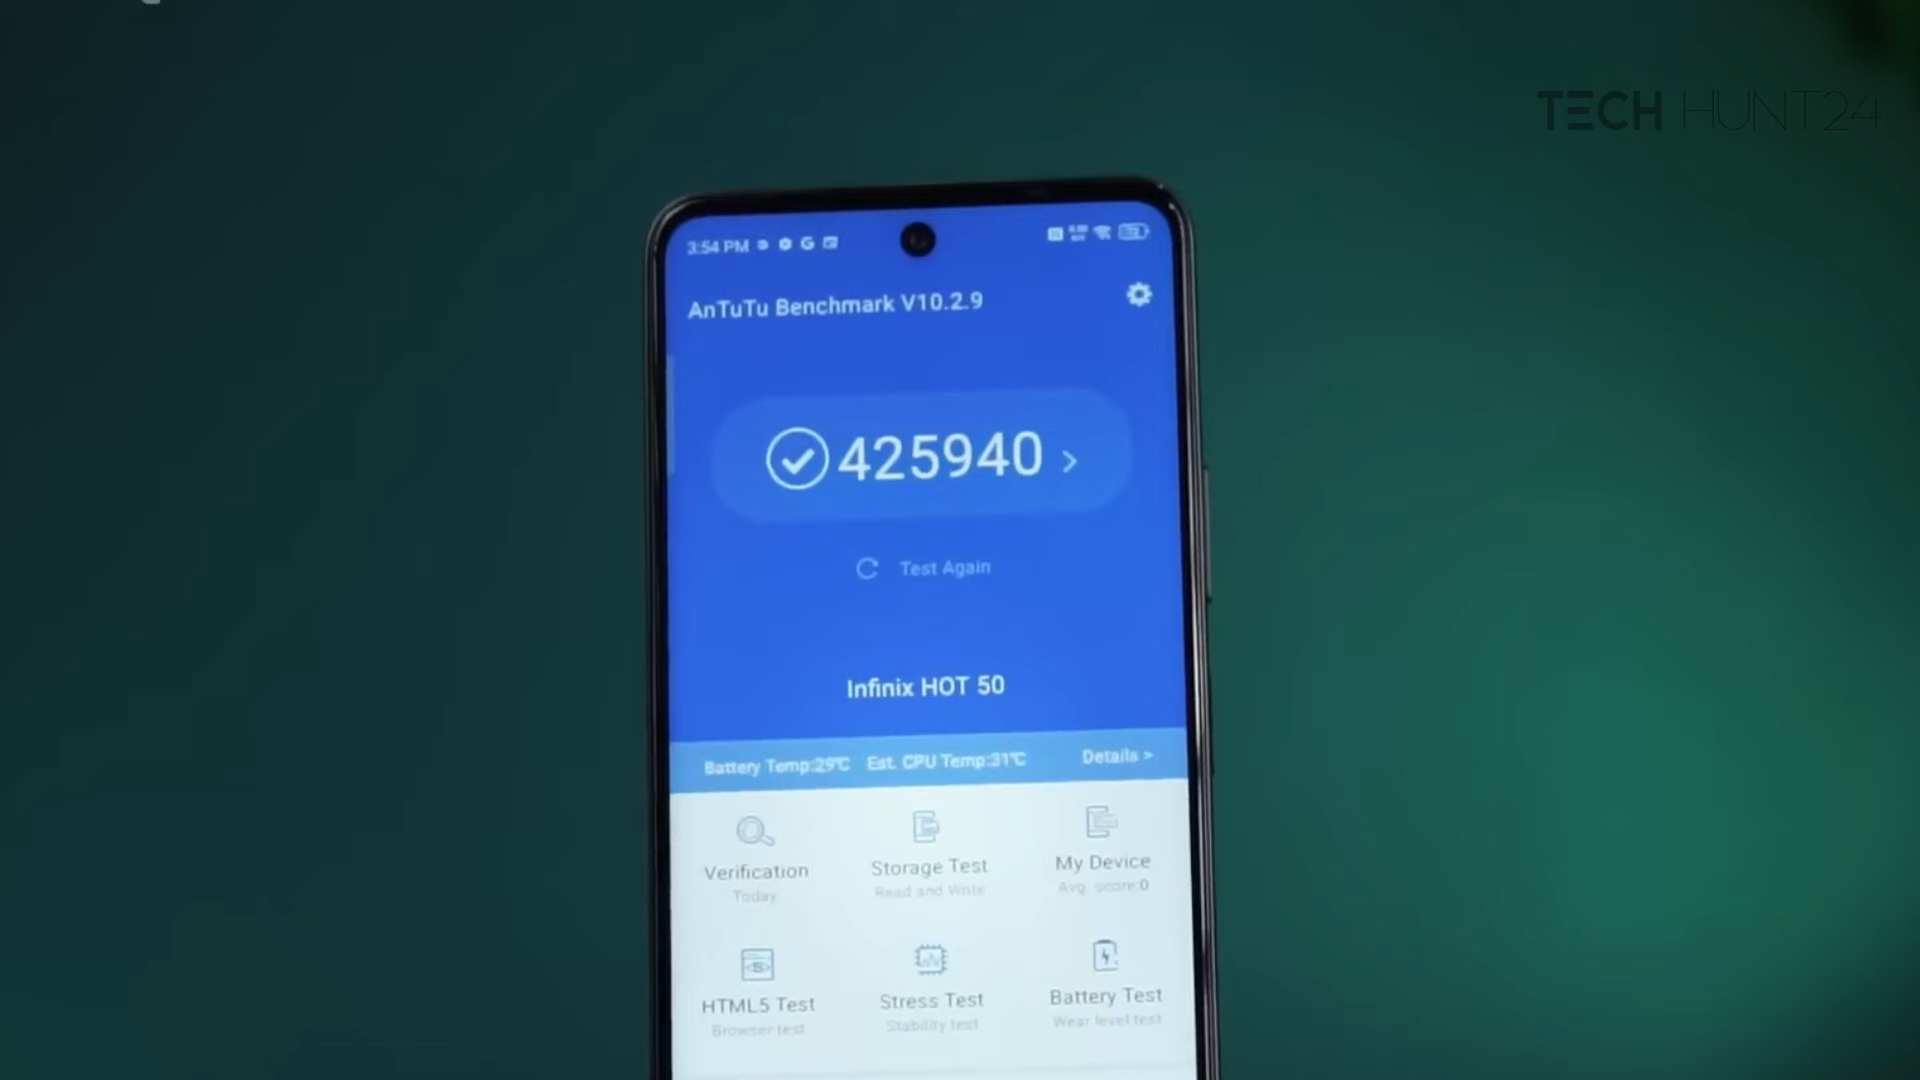 TECH HUNT24
3:54 PM
AnTuTu Benchmark V10.2.9
425940
Test Again
Infinix HOT 50
Battery Temp:29℃ Est. CPU Temp:31℃ Details >
Verification Storage Test My Device
Today Read and Write Avg. score:0
HTML5 Test Stress Test Battery Test
Browser test Stability test Wear level test